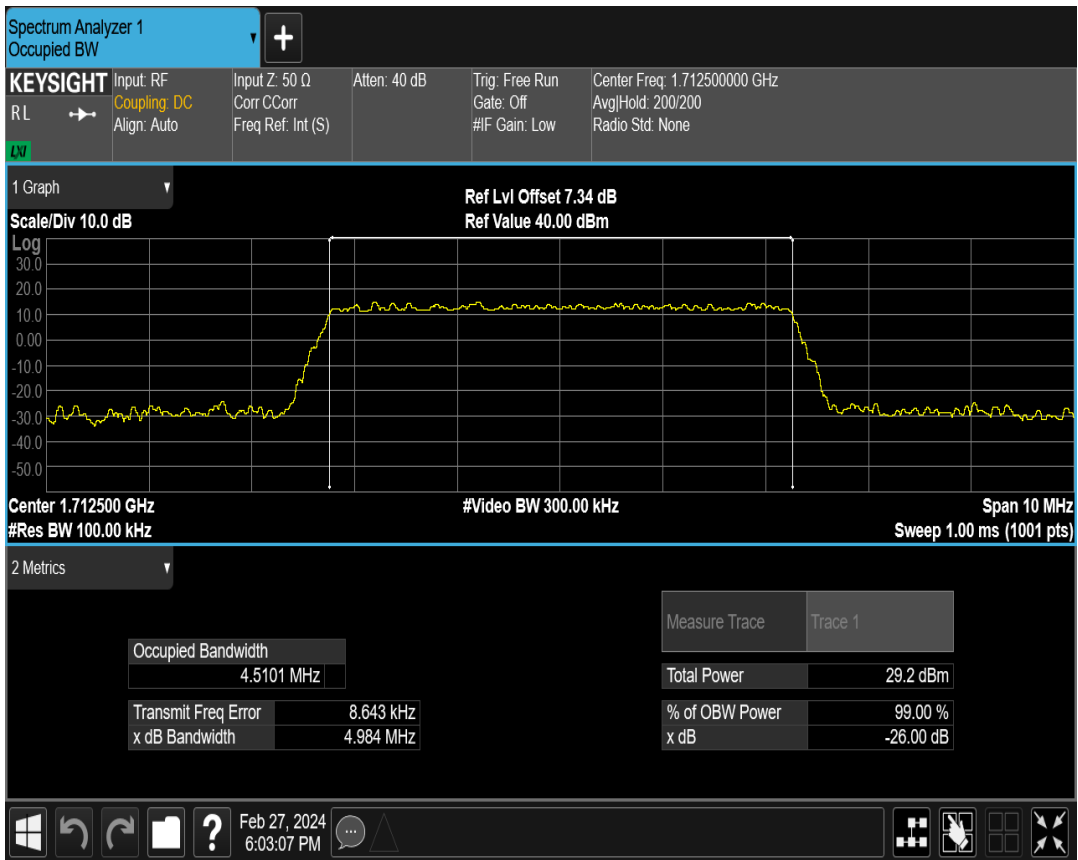 Spectrum Analyzer 1
Occupied BW
+
KEYSIGHT
RL
LXI
Input: RF
Coupling: DC
Align: Auto
Input Z: 50 Ω
Corr CCorr
Freq Ref: Int (S)
Atten: 40 dB
Trig: Free Run
Gate: Off
#IF Gain: Low
Center Freq: 1.712500000 GHz
Avg|Hold: 200/200
Radio Std: None
1 Graph
Scale/Div 10.0 dB
Ref Lvl Offset 7.34 dB
Ref Value 40.00 dBm
Log
30.0
20.0
10.0
0.00
-10.0
-20.0
-30.0
-40.0
-50.0
Center 1.712500 GHz
#Video BW 300.00 kHz
Span 10 MHz
#Res BW 100.00 kHz
Sweep 1.00 ms (1001 pts)
2 Metrics
Measure Trace Trace 1
Occupied Bandwidth
4.5101 MHz
Total Power 29.2 dBm
Transmit Freq Error 8.643 kHz
% of OBW Power 99.00 %
x dB Bandwidth 4.984 MHz
x dB -26.00 dB
?
Feb 27, 2024
6:03:07 PM